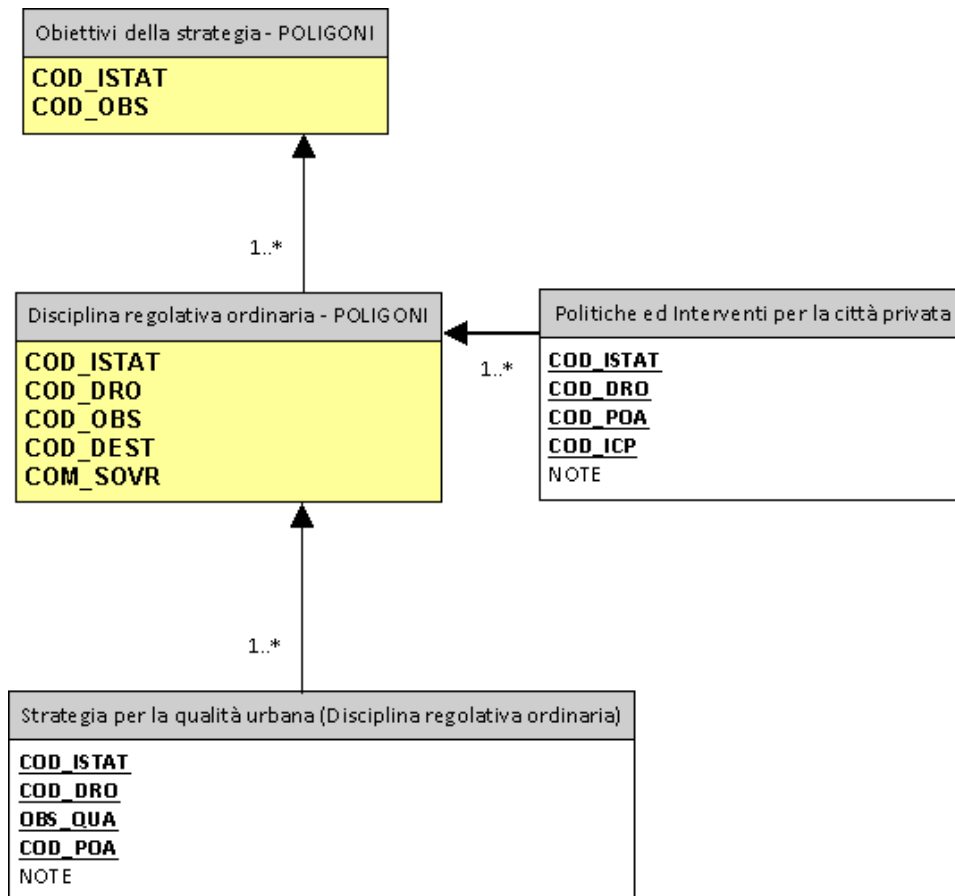 Obiettivi della strategia - POLIGONI
COD_ISTAT
COD_OBS
1..*
Disciplina regolativa ordinaria - POLIGONI
COD_ISTAT
COD_DRO
COD_OBS
COD_DEST
COM_SOVR
1..*
Politiche ed Interventi per la città privata
COD_ISTAT
COD_DRO
COD_POA
COD_ICP
NOTE
1..*
Strategia per la qualità urbana (Disciplina regolativa ordinaria)
COD_ISTAT
COD_DRO
OBS_QUA
COD_POA
NOTE